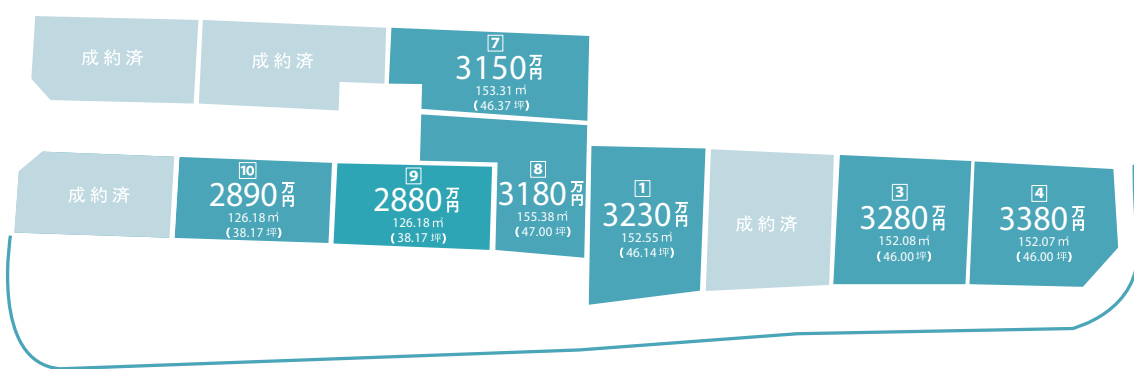 成約済
成約済
7
3150万円
153.31㎡
(46.37坪)
成約済
10
2890万円
126.18㎡
(38.17坪)
9
2880万円
126.18㎡
(38.17坪)
8
3180万円
155.38㎡
(47.00坪)
1
3230万円
152.55㎡
(46.14坪)
成約済
3
3280万円
152.08㎡
(46.00坪)
4
3380万円
152.07㎡
(46.00坪)